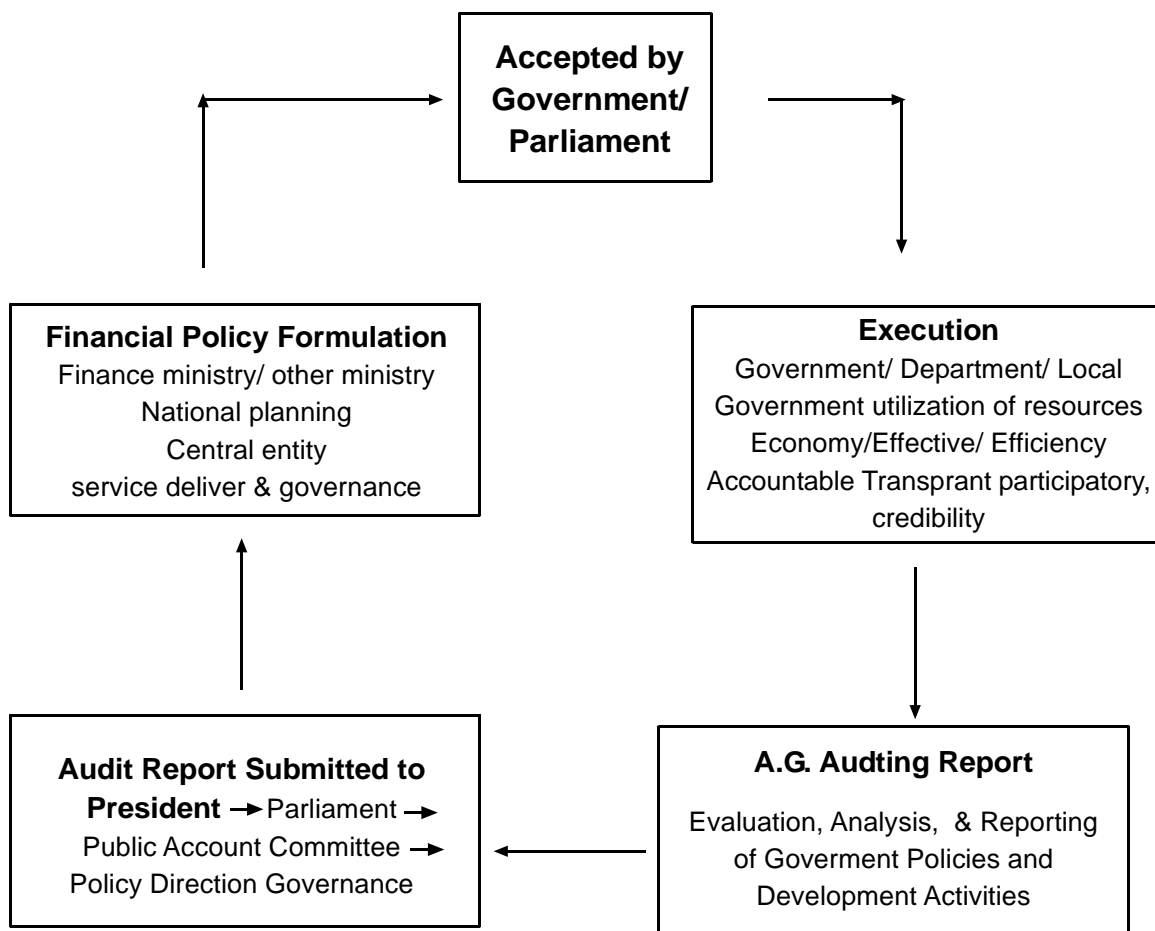 Accepted by
Government/
Parliament
Financial Policy Formulation
Finance ministry/ other ministry
National planning
Central entity
service deliver & governance
Execution
Government/ Department/ Local
Government utilization of resources
Economy/Effective/ Efficiency
Accountable Transprant participatory,
credibility
Audit Report Submitted to
President → Parliament →
Public Account Committee →
Policy Direction Governance
A.G. Audting Report
Evaluation, Analysis, & Reporting
of Goverment Policies and
Development Activities